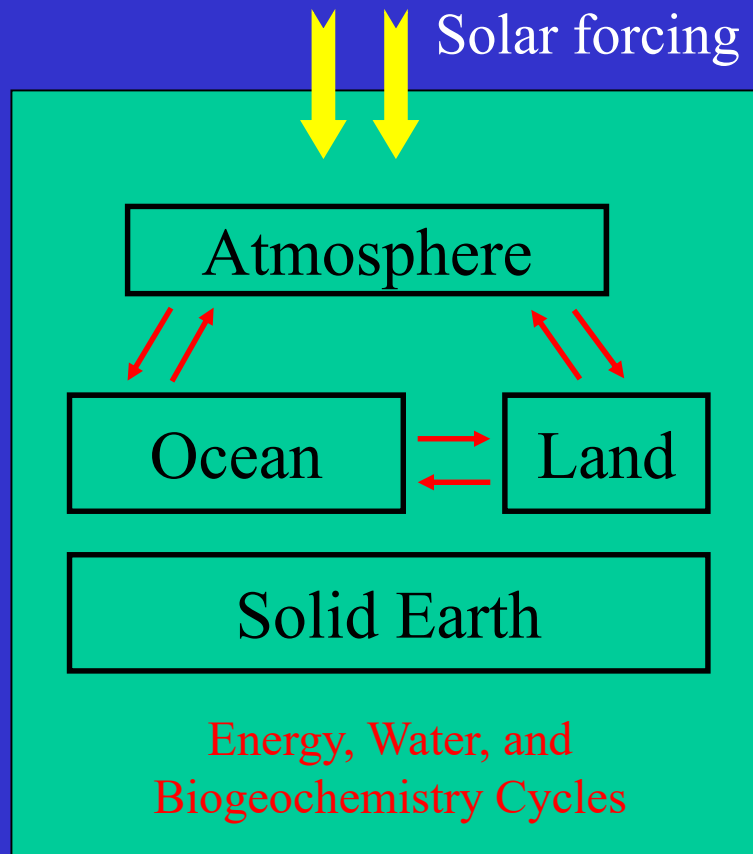 Solar forcing
Atmosphere
Ocean
Land
Solid Earth
Energy, Water, and
Biogeochemistry Cycles